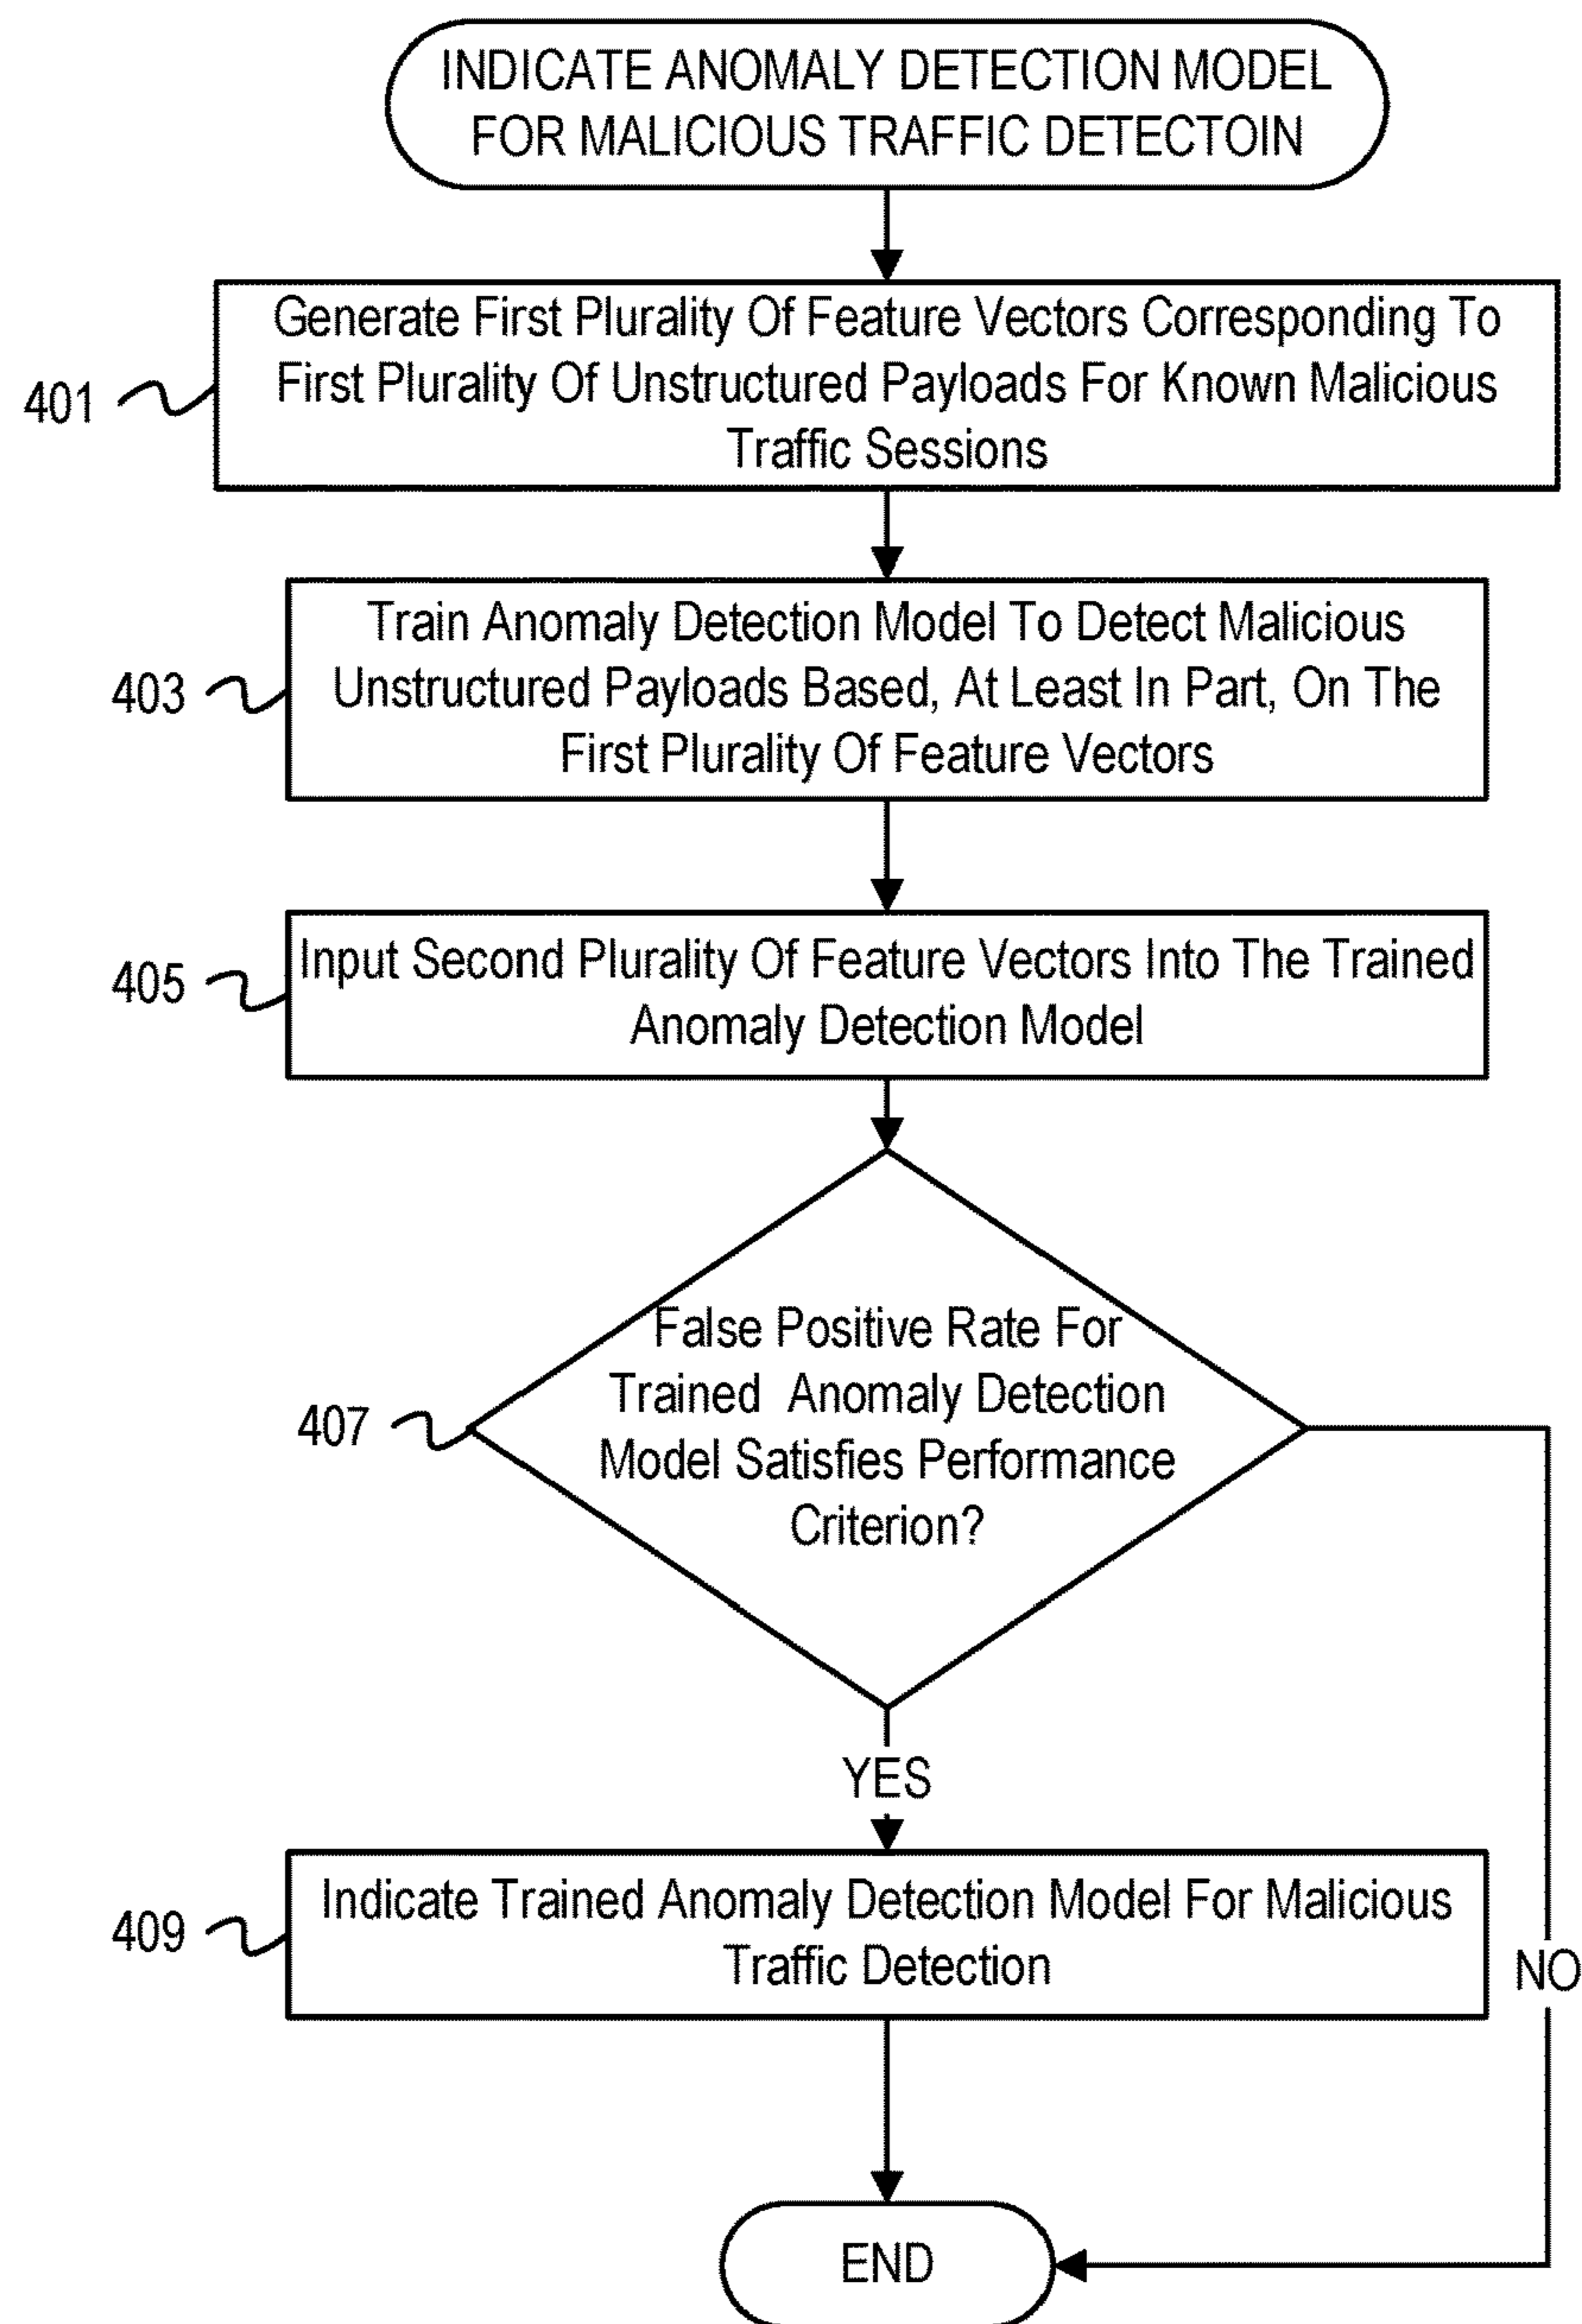 INDICATE ANOMALY DETECTION MODEL
FOR MALICIOUS TRAFFIC DETECTOIN
Generate First Plurality Of Feature Vectors Corresponding To
First Plurality Of Unstructured Payloads For Known Malicious
Traffic Sessions
401
Train Anomaly Detection Model To Detect Malicious
Unstructured Payloads Based, At Least In Part, On The
First Plurality Of Feature Vectors
403
Input Second Plurality Of Feature Vectors Into The Trained
Anomaly Detection Model
405
False Positive Rate For
Trained Anomaly Detection
Model Satisfies Performance
Criterion?
407
YES
Indicate Trained Anomaly Detection Model For Malicious
Traffic Detection
409
NO
END